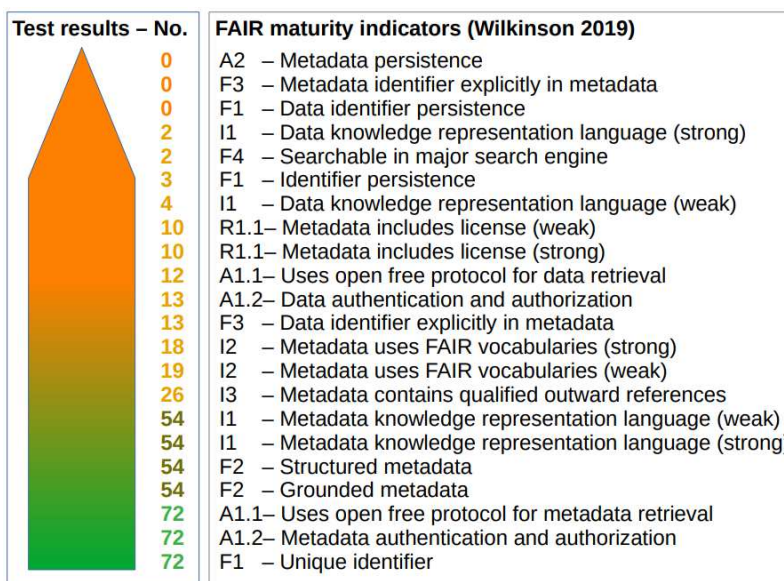 Test results – No. FAIR maturity indicators (Wilkinson 2019)
0 A2 – Metadata persistence
0 F3 – Metadata identifier explicitly in metadata
0 F1 – Data identifier persistence
2 I1 – Data knowledge representation language (strong)
2 F4 – Searchable in major search engine
3 F1 – Identifier persistence
4 I1 – Data knowledge representation language (weak)
10 R1.1– Metadata includes license (weak)
10 R1.1– Metadata includes license (strong)
12 A1.1– Uses open free protocol for data retrieval
13 A1.2– Data authentication and authorization
13 F3 – Data identifier explicitly in metadata
18 I2 – Metadata uses FAIR vocabularies (strong)
19 I2 – Metadata uses FAIR vocabularies (weak)
26 I3 – Metadata contains qualified outward references
54 I1 – Metadata knowledge representation language (weak)
54 I1 – Metadata knowledge representation language (strong)
54 F2 – Structured metadata
54 F2 – Grounded metadata
72 A1.1– Uses open free protocol for metadata retrieval
72 A1.2– Metadata authentication and authorization
72 F1 – Unique identifier